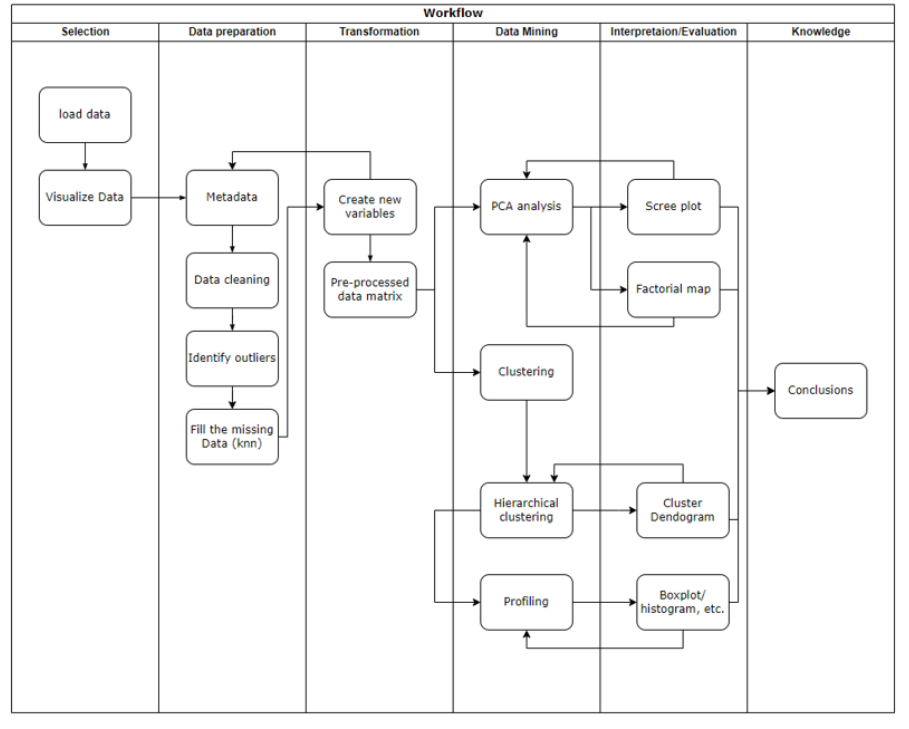 Workflow
Selection
Data preparation
Transformation
Data Mining
Interpretaion/Evaluation
Knowledge
load data
Visualize Data
Metadata
Data cleaning
Identify outliers
Fill the missing
Data (knn)
Create new
variables
Pre-processed
data matrix
PCA analysis
Clustering
Hierarchical
clustering
Profiling
Scree plot
Factorial map
Cluster
Dendogram
Boxplot/
histogram, etc.
Conclusions